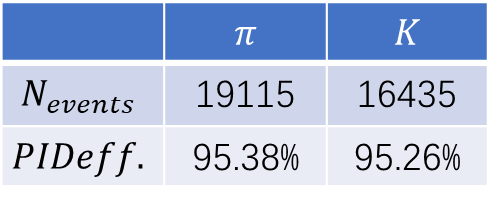 π K
N_events 19115 16435
PIDeff. 95.38% 95.26%